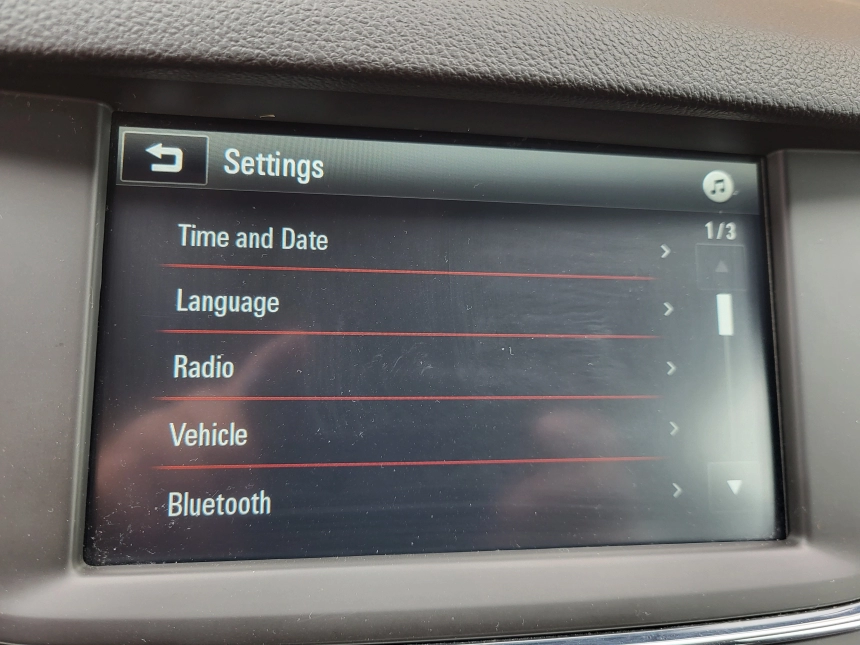 Settings
1/3
Time and Date
Language
Radio
Vehicle
Bluetooth